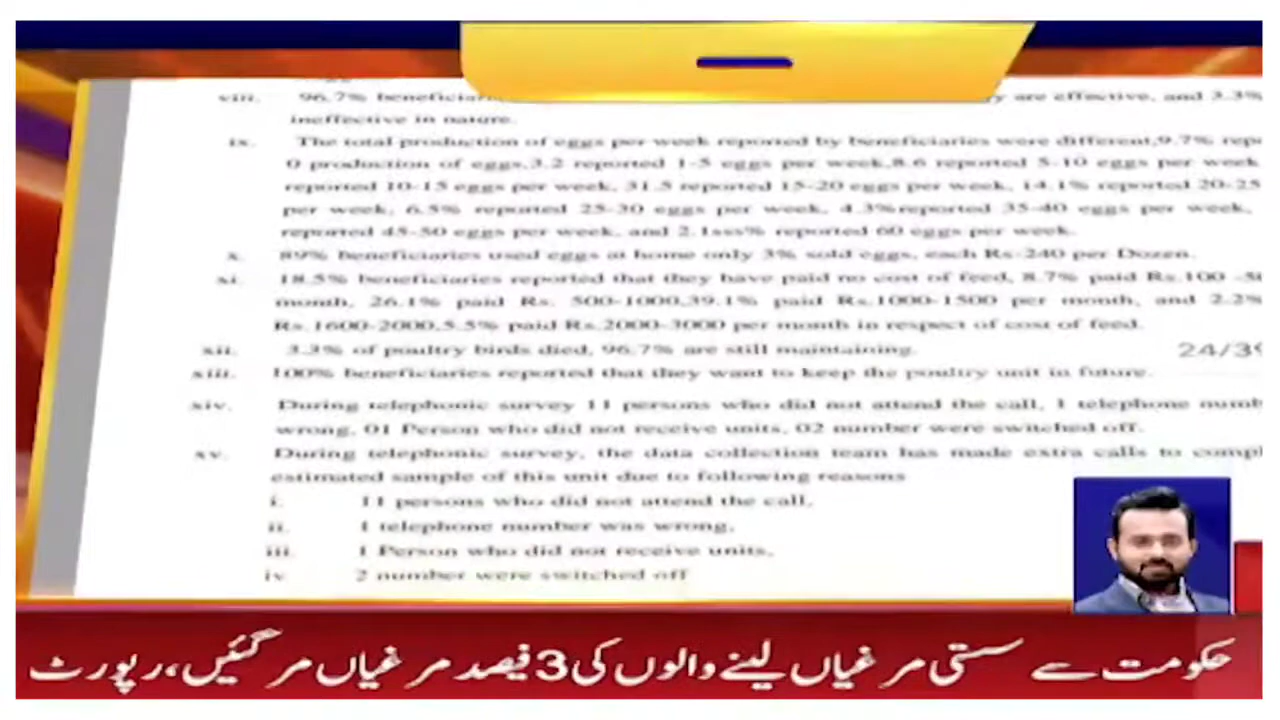 viii. 96.7% beneficiar y are effective, and 3.3%
ineffective in nature.
ix. The total production of eggs per week reported by beneficiaries were different,9.7% rep
0 production of eggs,3.2 reported 1-5 eggs per week,8.6 reported 5-10 eggs per week
reported 10-15 eggs per week, 31.5 reported 15-20 eggs per week, 14.1% reported 20-25
per week, 6.5% reported 25-30 eggs per week, 4.3%reported 35-40 eggs per week,
reported 45-50 eggs per week, and 2.1sss% reported 60 eggs per week.
x. 89% beneficiaries used eggs at home only 3% sold eggs, each Rs-240 per Dozen.
xi. 18.5% beneficiaries reported that they have paid no cost of feed, 8.7% paid Rs.100 -5
month, 26.1% paid Rs. 500-1000,39.1% paid Rs.1000-1500 per month, and 2.2%
Rs.1600-2000,5.5% paid Rs.2000-3000 per month in respect of cost of feed.
xii. 3.3% of poultry birds died, 96.7% are still maintaining.
24/39
xiii. 100% beneficiaries reported that they want to keep the poultry unit in future.
xiv. During telephonic survey 11 persons who did not attend the call, 1 telephone numb
wrong, 01 Person who did not receive units, 02 number were switched off.
xv. During telephonic survey, the data collection team has made extra calls to compl
estimated sample of this unit due to following reasons
i. 11 persons who did not attend the call,
ii. 1 telephone number was wrong,
iii. 1 Person who did not receive units,
iv 2 number were switched off
حکومت سے سستی مرغیاں لینے والوں کی 3 فیصد مرغیاں مر گئیں، رپورٹ